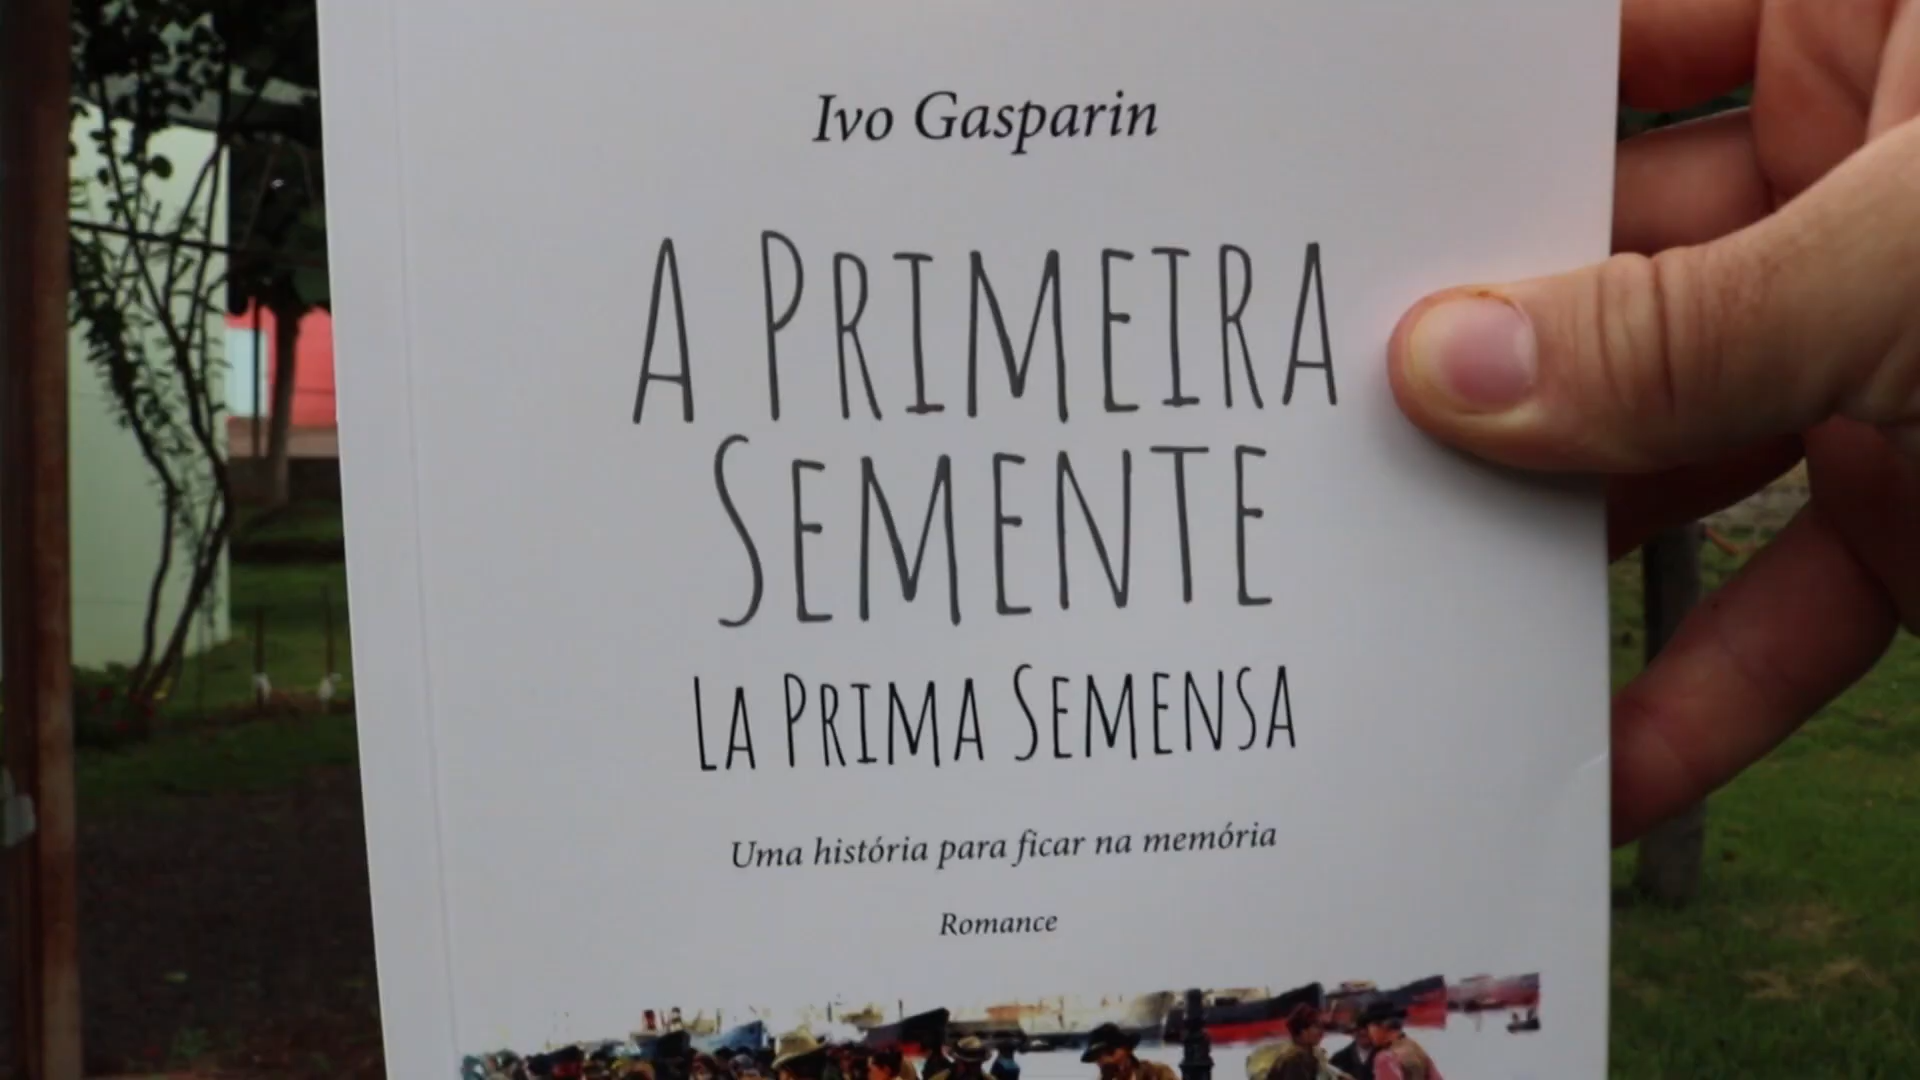 Ivo Gasparin
A PRIMEIRA
SEMENTE
LA PRIMA SEMENSA
Uma história para ficar na memória
Romance